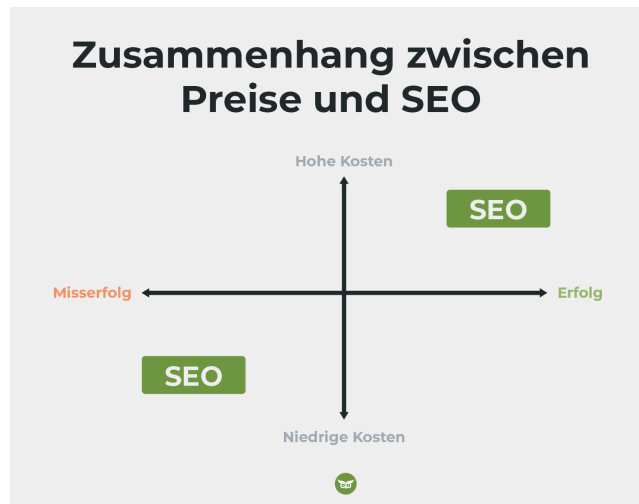 Zusammenhang zwischen
Preise und SEO
Hohe Kosten
SEO
Misserfolg
Erfolg
SEO
Niedrige Kosten